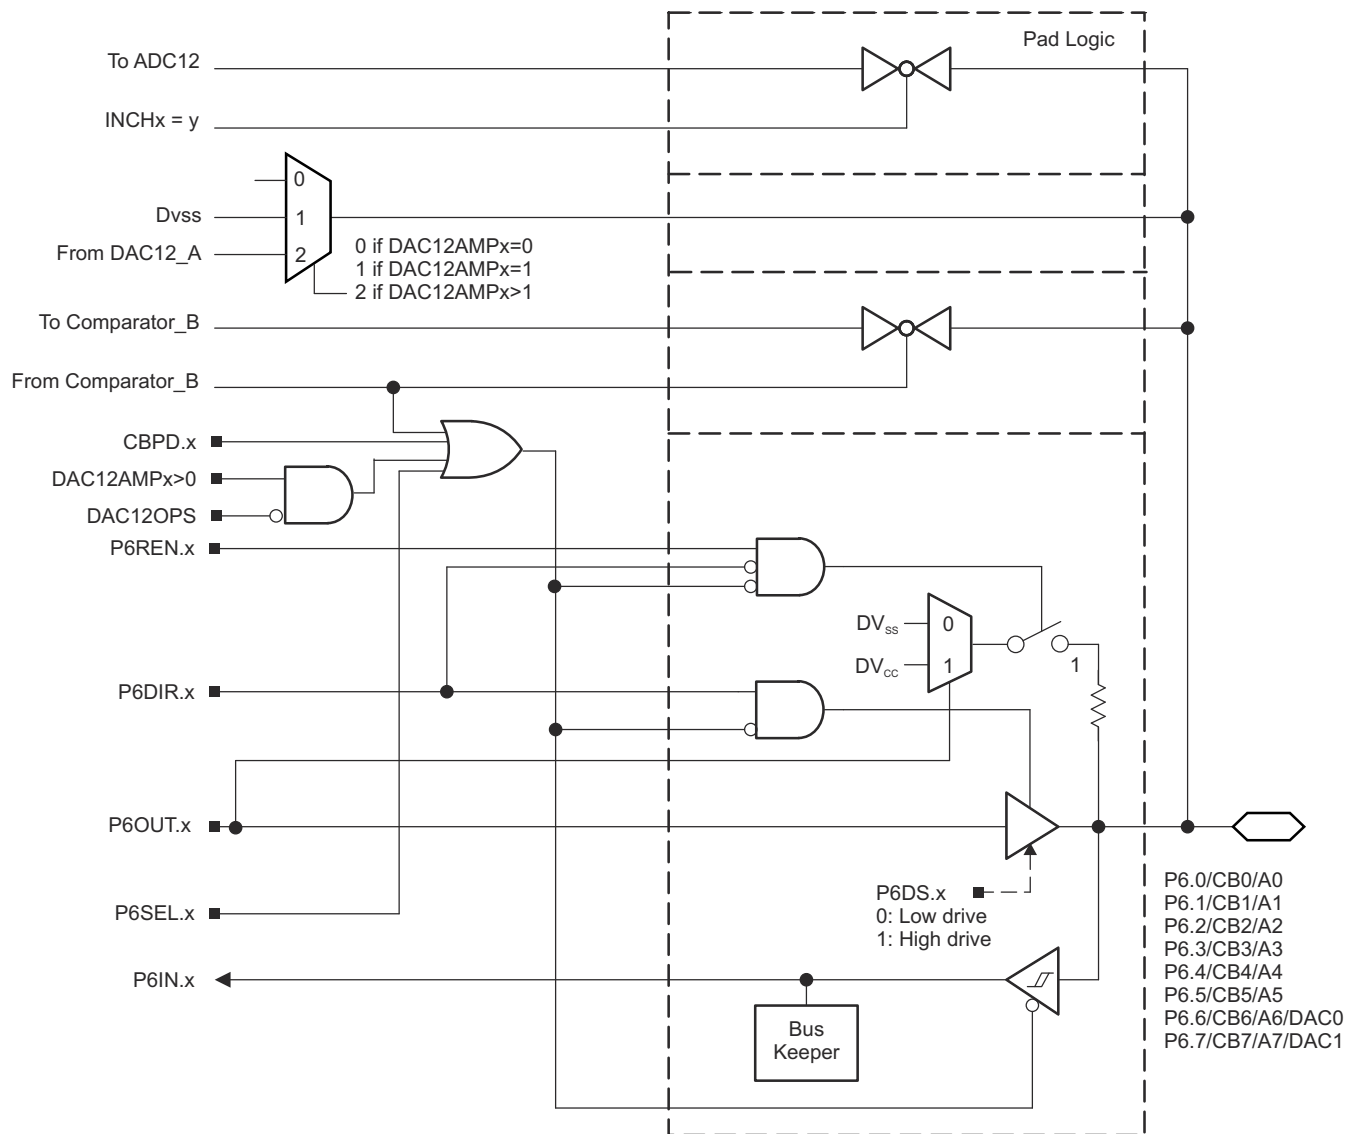 Pad Logic
To ADC12
INCHx = y
0
Dvss
1
From DAC12_A
2
0 if DAC12AMPx=0
1 if DAC12AMPx=1
2 if DAC12AMPx>1
To Comparator_B
From Comparator_B
CBPD.x
DAC12AMPx>0
DAC12OPS
P6REN.x
DVSS
0
DVCC
1
1
P6DIR.x
P6OUT.x
P6DS.x
0: Low drive
1: High drive
P6SEL.x
P6IN.x
Bus
Keeper
P6.0/CB0/A0
P6.1/CB1/A1
P6.2/CB2/A2
P6.3/CB3/A3
P6.4/CB4/A4
P6.5/CB5/A5
P6.6/CB6/A6/DAC0
P6.7/CB7/A7/DAC1